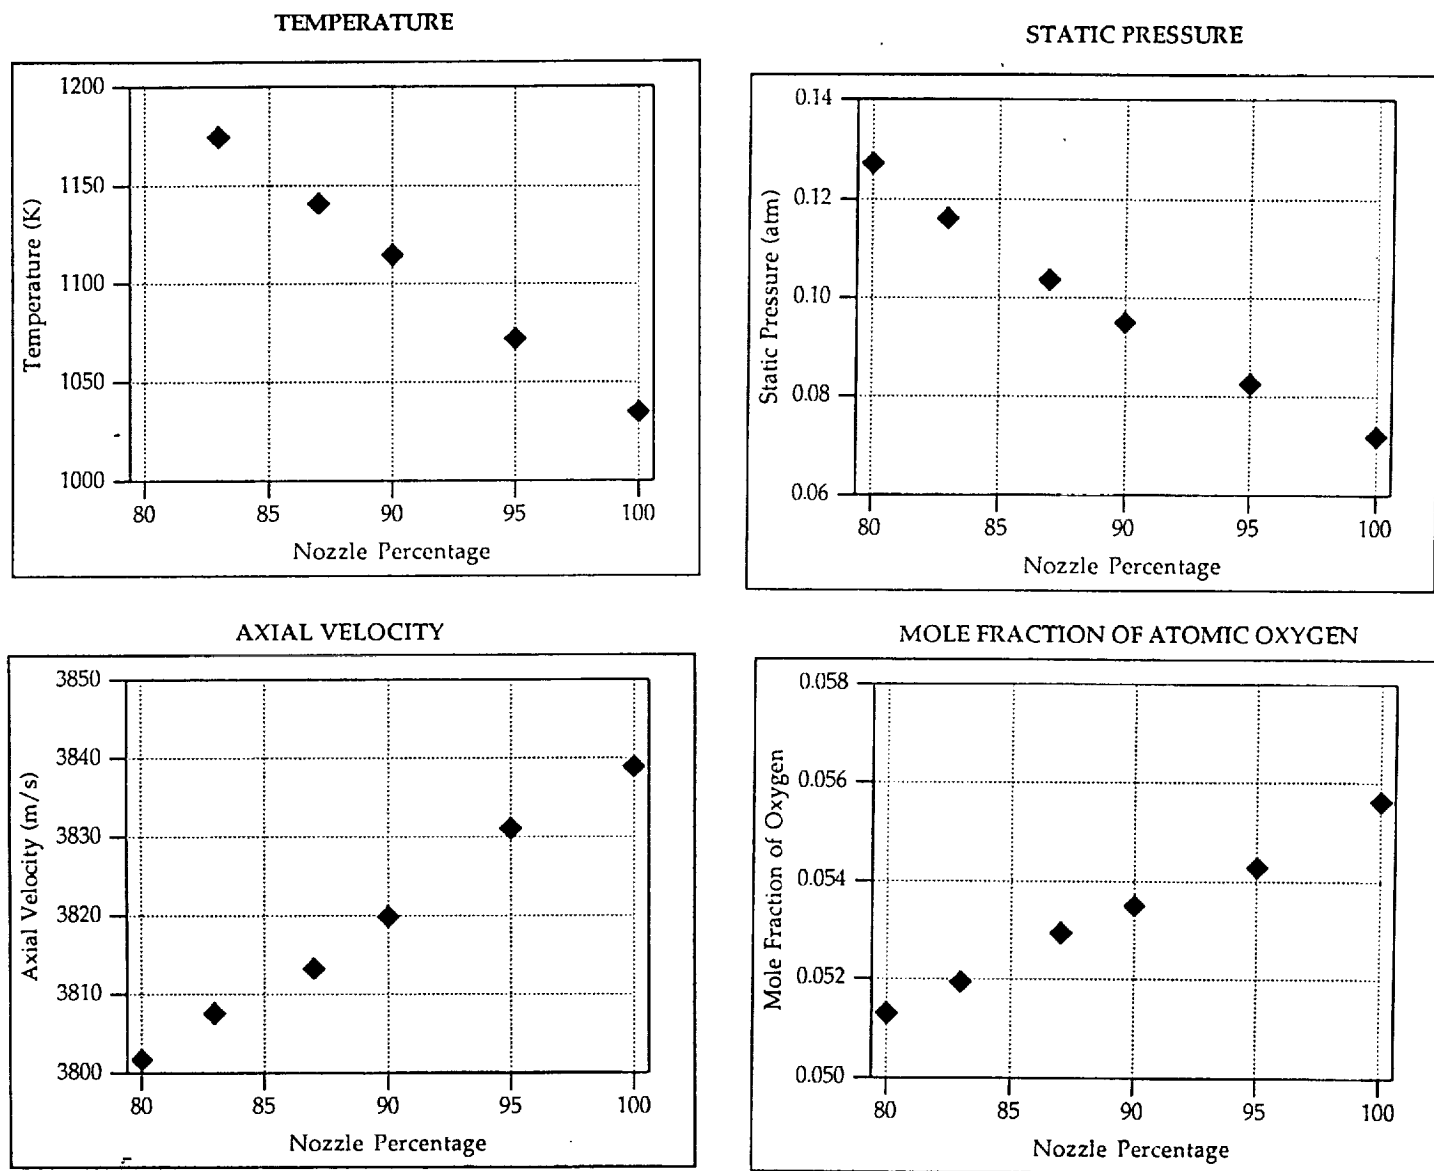 TEMPERATURE
1200
1150
1100
1050
1000
Temperature (K)
80 85 90 95 100
Nozzle Percentage
STATIC PRESSURE
0.14
0.12
0.10
0.08
0.06
Static Pressure (atm)
80 85 90 95 100
Nozzle Percentage
AXIAL VELOCITY
3850
3840
3830
3820
3810
3800
Axial Velocity (m/s)
80 85 90 95 100
Nozzle Percentage
MOLE FRACTION OF ATOMIC OXYGEN
0.058
0.056
0.054
0.052
0.050
Mole Fraction of Oxygen
80 85 90 95 100
Nozzle Percentage